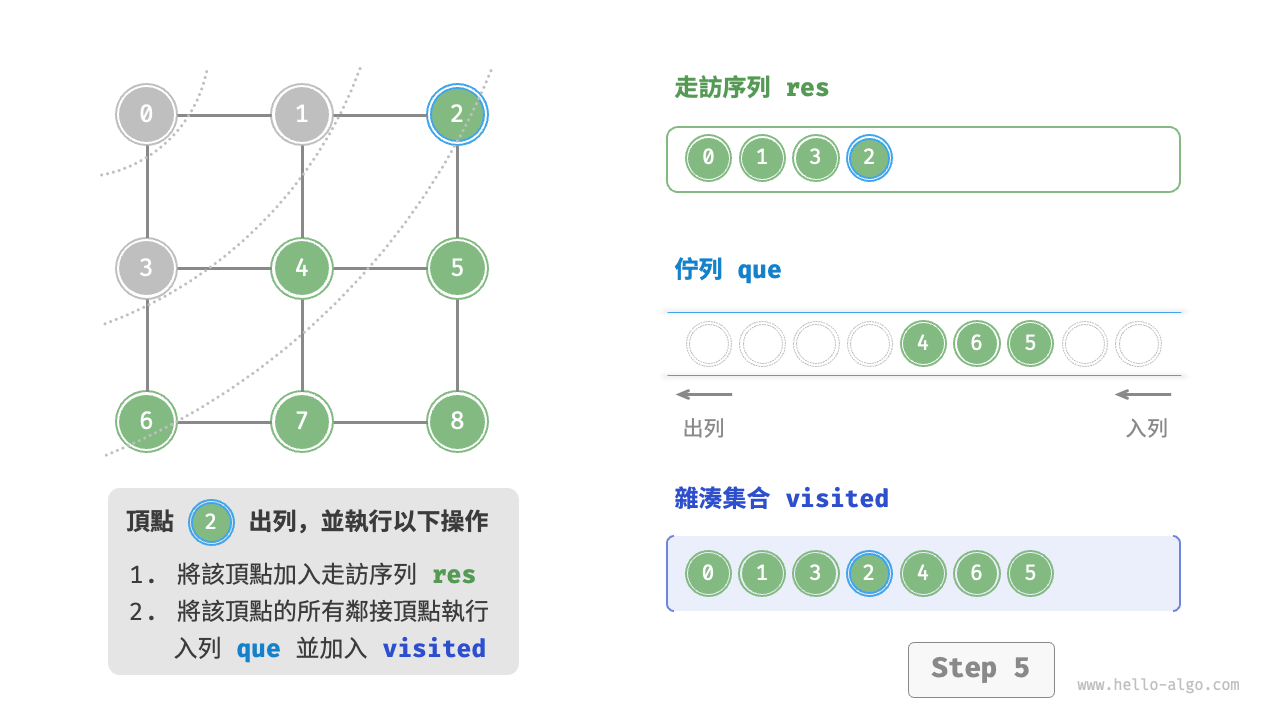 0 1 2
3 4 5
6 7 8
頂點 2 出列，並執行以下操作
1. 將該頂點加入走訪序列 res
2. 將該頂點的所有鄰接頂點執行
入列 que 並加入 visited
走訪序列 res
0 1 3 2
佇列 que
4 6 5
出列 入列
雜湊集合 visited
0 1 3 2 4 6 5
Step 5
www.hello-algo.com